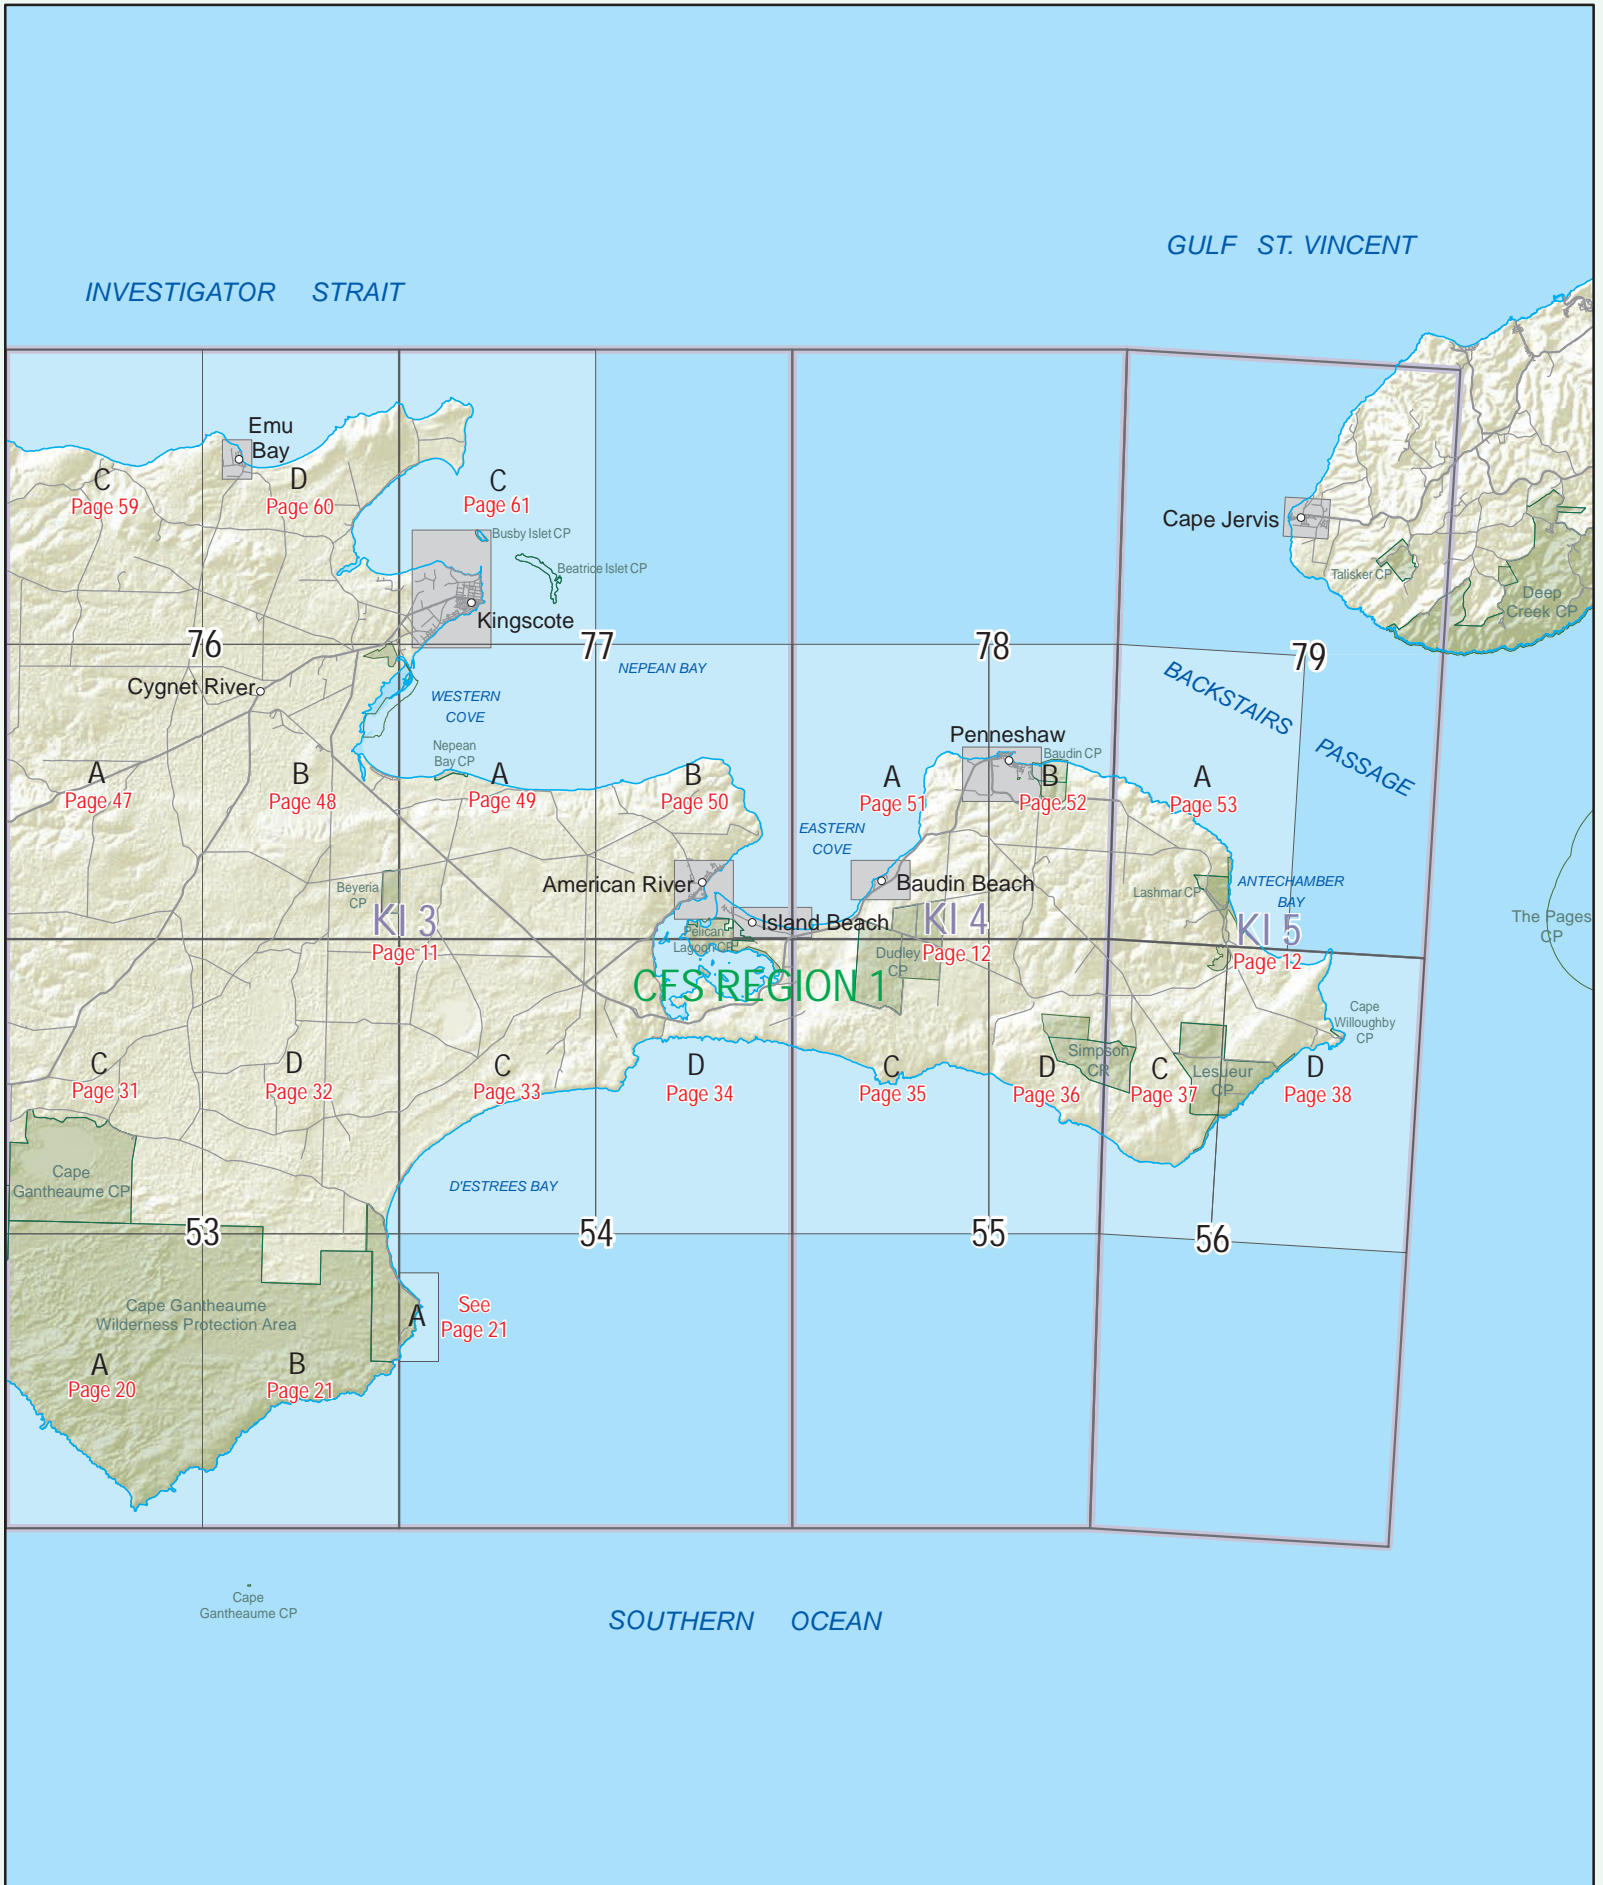 GULF ST. VINCENT
INVESTIGATOR STRAIT
Emu
Bay
C
Page 59
D
Page 60
C
Page 61
Busby Islet CP
Beatrice Islet CP
Kingscote
Cape Jervis
Talisker CP
Deep
Creek CP
76
77
78
79
NEPEAN BAY
Cygnet River
WESTERN
COVE
BACKSTAIRS
PASSAGE
Nepean
Bay CP
Penneshaw
Baudin CP
A
Page 47
B
Page 48
A
Page 49
B
Page 50
A
Page 51
B
Page 52
A
Page 53
EASTERN
COVE
Beyeria
CP
American River
Baudin Beach
Lashmar CP
ANTECHAMBER
BAY
The Pages
CP
KI 3
Page 11
Island Beach
KI 4
Page 12
KI 5
Page 12
Pelican
Lagoon CP
Dudley
CP
CFS REGION 1
Cape
Willoughby
CP
Simpson
CR
Lesueur
CP
C
Page 31
D
Page 32
C
Page 33
D
Page 34
C
Page 35
D
Page 36
C
Page 37
D
Page 38
Cape
Gantheaume CP
D'ESTREES BAY
53
54
55
56
Cape Gantheaume
Wilderness Protection Area
A
See
Page 21
A
Page 20
B
Page 21
Cape
Gantheaume CP
SOUTHERN OCEAN